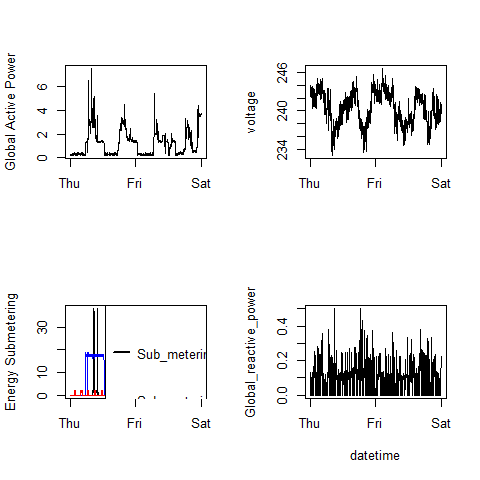 Global Active Power
0 2 4 6
Thu Fri Sat
voltage
234 240 246
Thu Fri Sat
Energy Submetering
0 10 30
Thu Fri Sat
Sub_meterin
Global_reactive_power
0.0 0.2 0.4
Thu Fri Sat
datetime